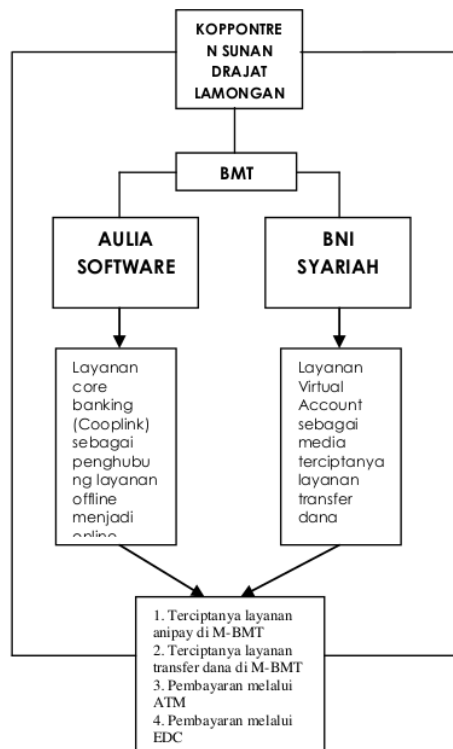 KOPPONTRE
N SUNAN
DRAJAT
LAMONGAN
BMT
AULIA
SOFTWARE
BNI
SYARIAH
Layanan
core
banking
(Cooplink)
sebagai
penghubu
ng layanan
offline
menjadi
online
Layanan
Virtual
Account
sebagai
media
terciptanya
layanan
transfer
dana
1. Terciptanya layanan
anipay di M-BMT
2. Terciptanya layanan
transfer dana di M-BMT
3. Pembayaran melalui
ATM
4. Pembayaran melalui
EDC